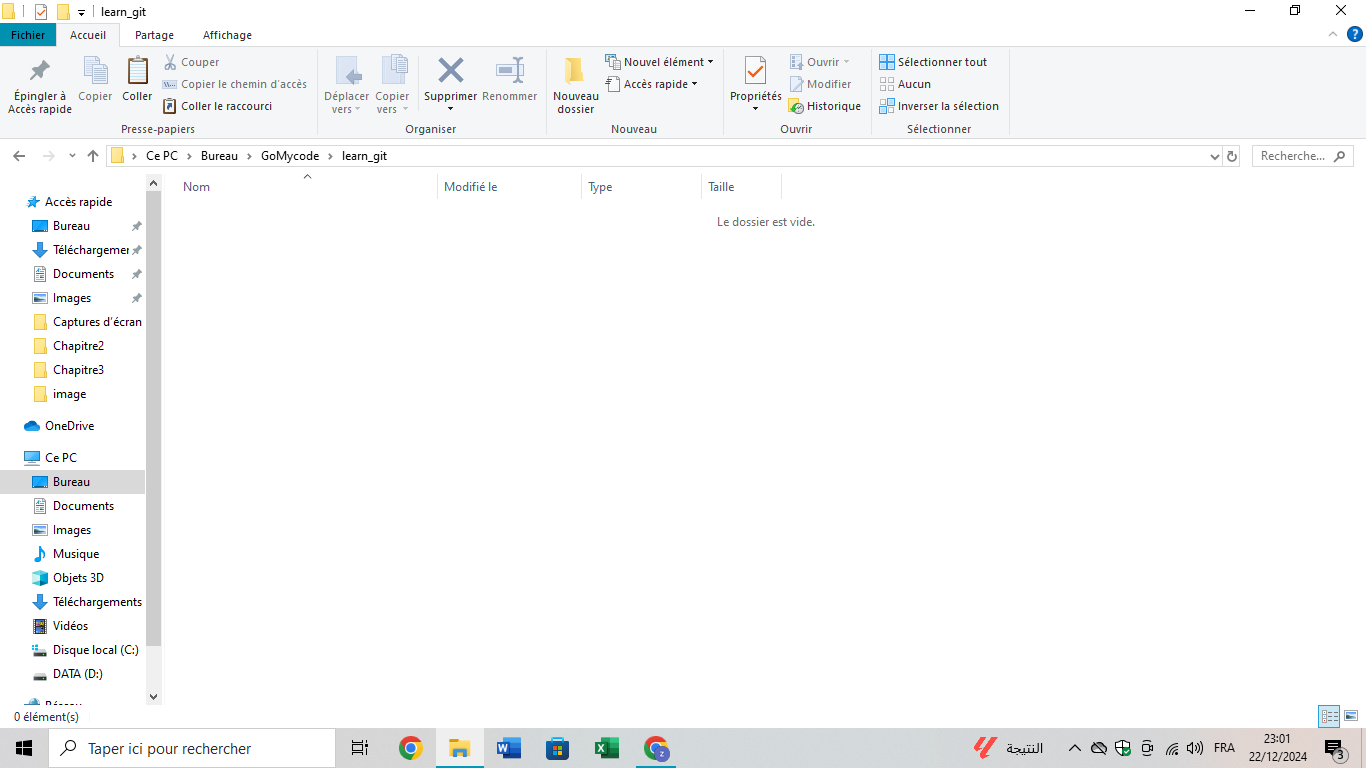 learn_git
Fichier Accueil Partage Affichage
Épingler à Accès rapide
Copier
Coller
Couper
Copier le chemin d'accès
Coller le raccourci
Presse-papiers
Déplacer vers
Copier vers
Supprimer
Renommer
Organiser
Nouveau dossier
Nouvel élément
Accès rapide
Nouveau
Propriétés
Ouvrir
Modifier
Historique
Ouvrir
Sélectionner tout
Aucun
Inverser la sélection
Sélectionner
Ce PC > Bureau > GoMycode > learn_git
Recherche...
Nom Modifié le Type Taille
Le dossier est vide.
Accès rapide
Bureau
Téléchargemer
Documents
Images
Captures d'écran
Chapitre2
Chapitre3
image
OneDrive
Ce PC
Bureau
Documents
Images
Musique
Objets 3D
Téléchargements
Vidéos
Disque local (C:)
DATA (D:)
Réseau
0 élément(s)
Taper ici pour rechercher
النتيجة
FRA
23:01
22/12/2024
3